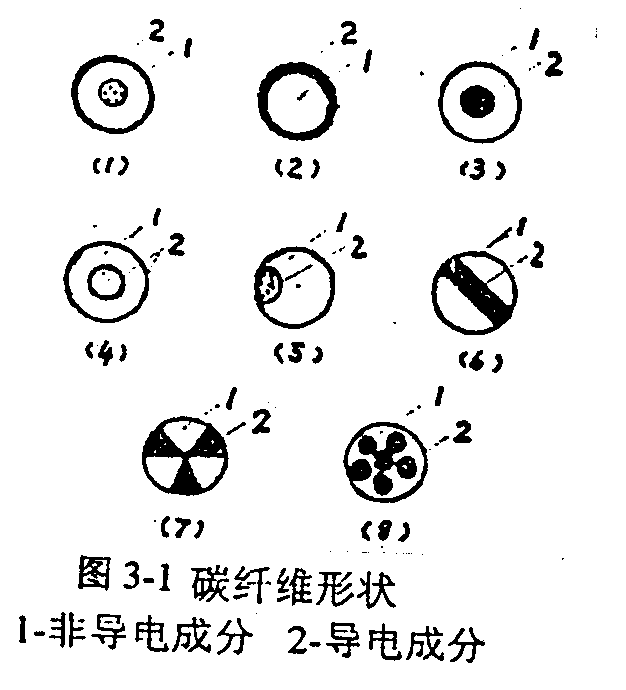 2 2 1
1 1 2
(1) (2) (3)
1 1 1
2 2 2
(4) (5) (6)
1 1
2 2
(7) (8)
图 3-1 碳纤维形状
1-非导电成分 2-导电成分